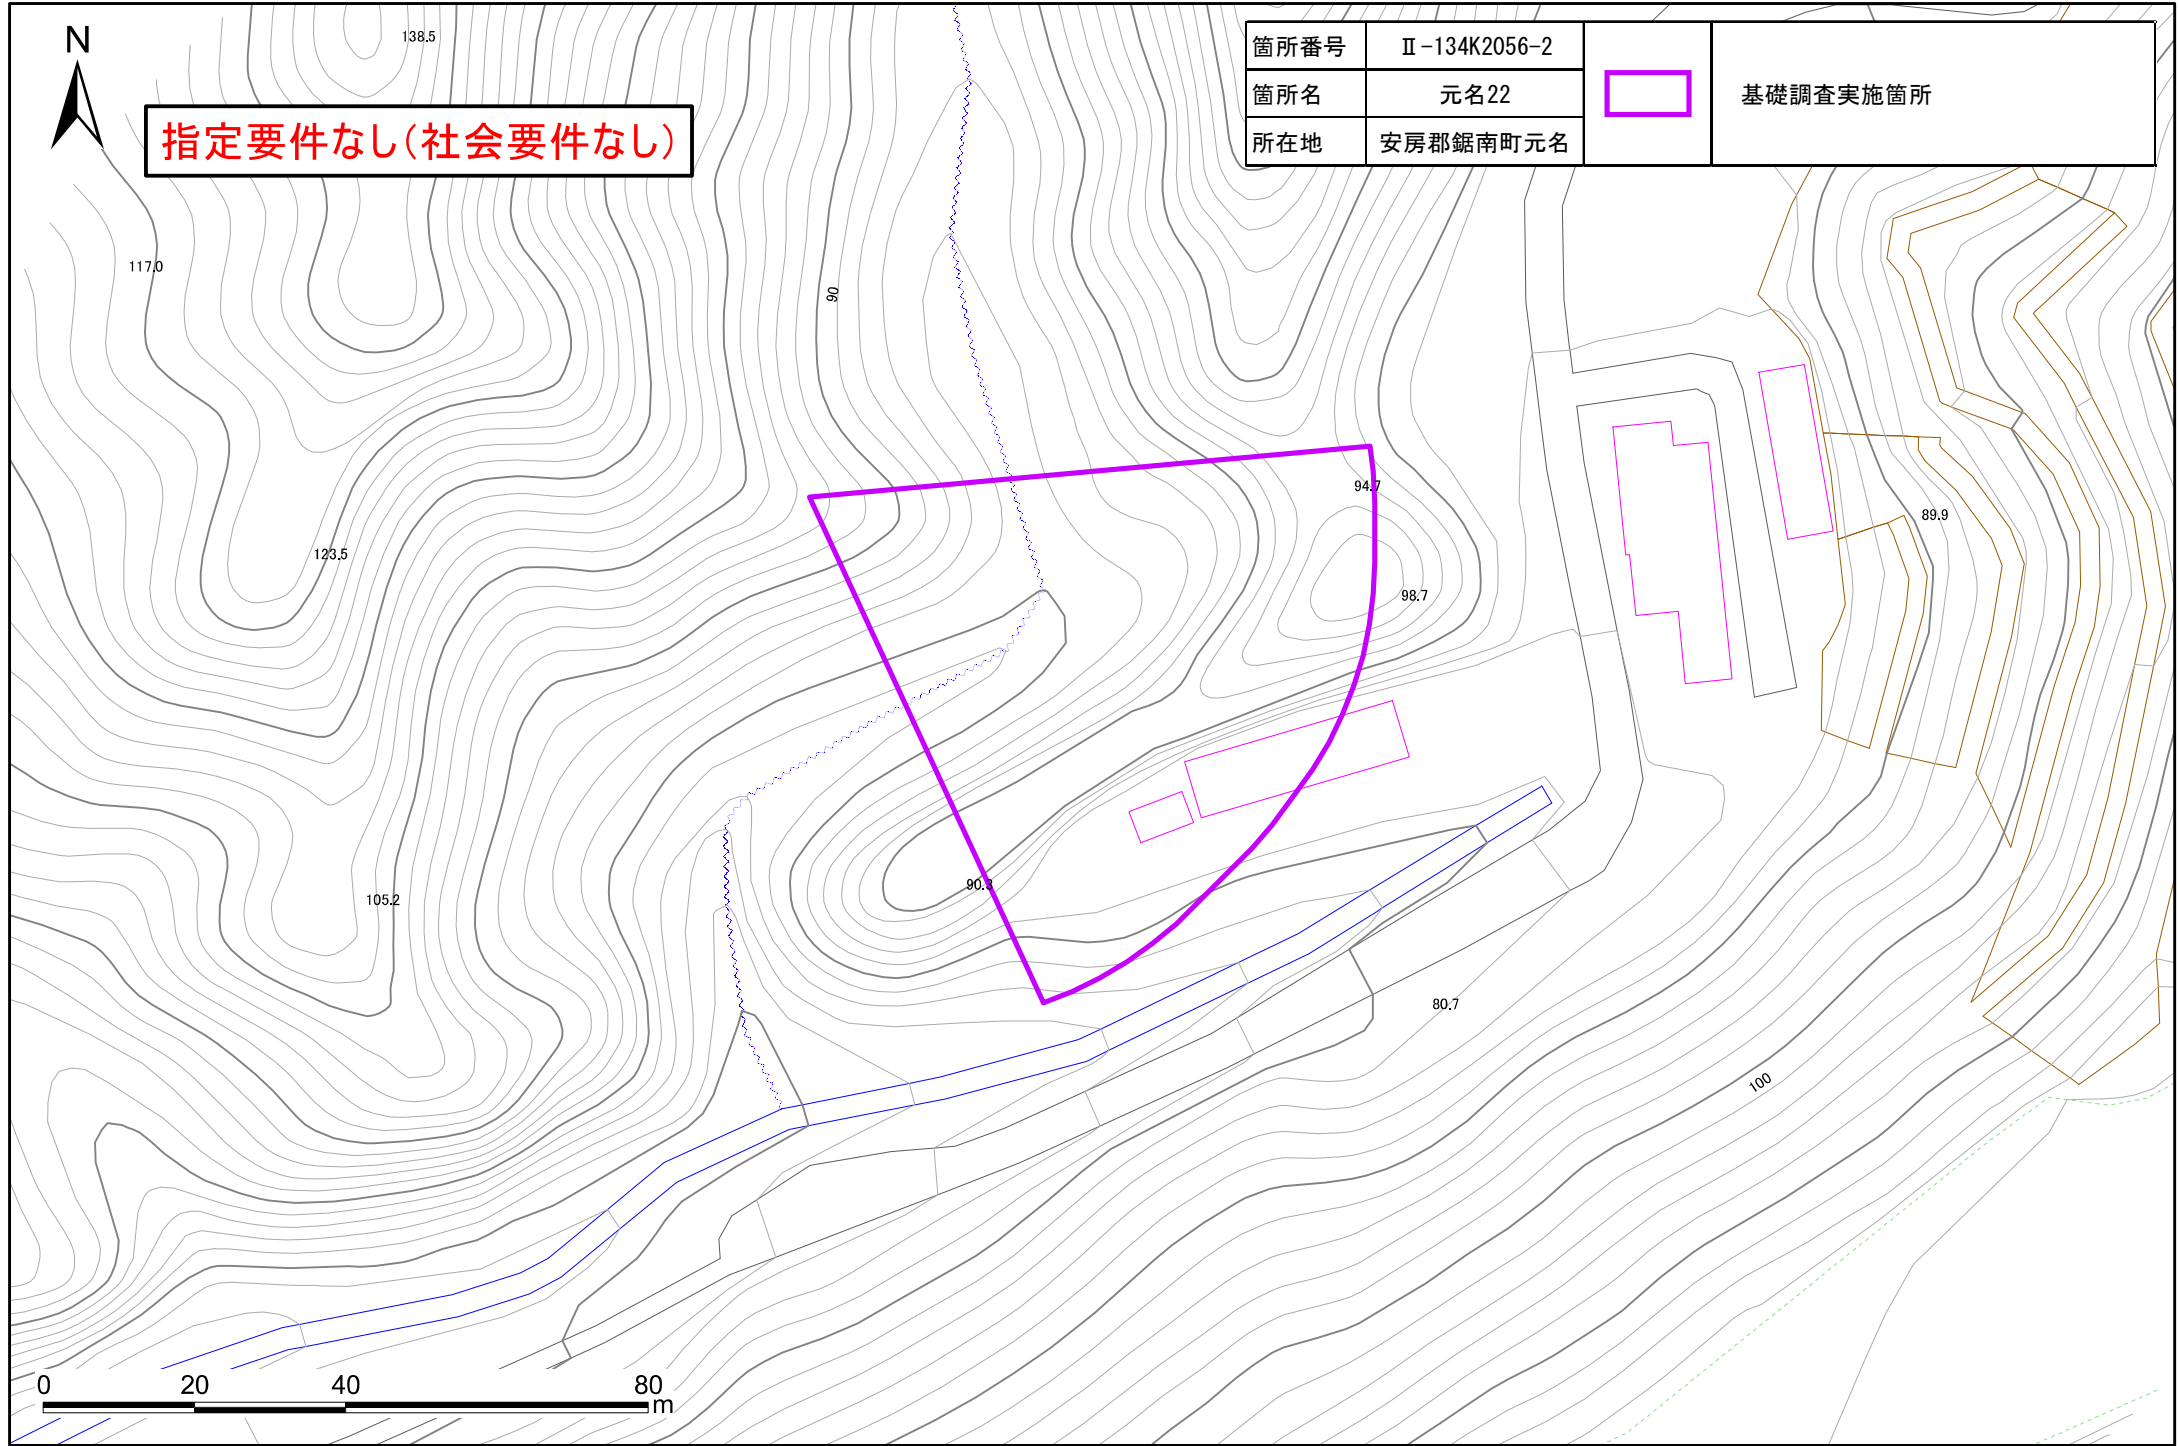 N
138.5
指定要件なし(社会要件なし)
箇所番号 Ⅱ-134K2056-2
箇所名 元名22
所在地 安房郡鋸南町元名
基礎調査実施箇所
117.0
90
94.7
89.9
123.5
98.7
90.3
105.2
80.7
100
0 20 40 80
m